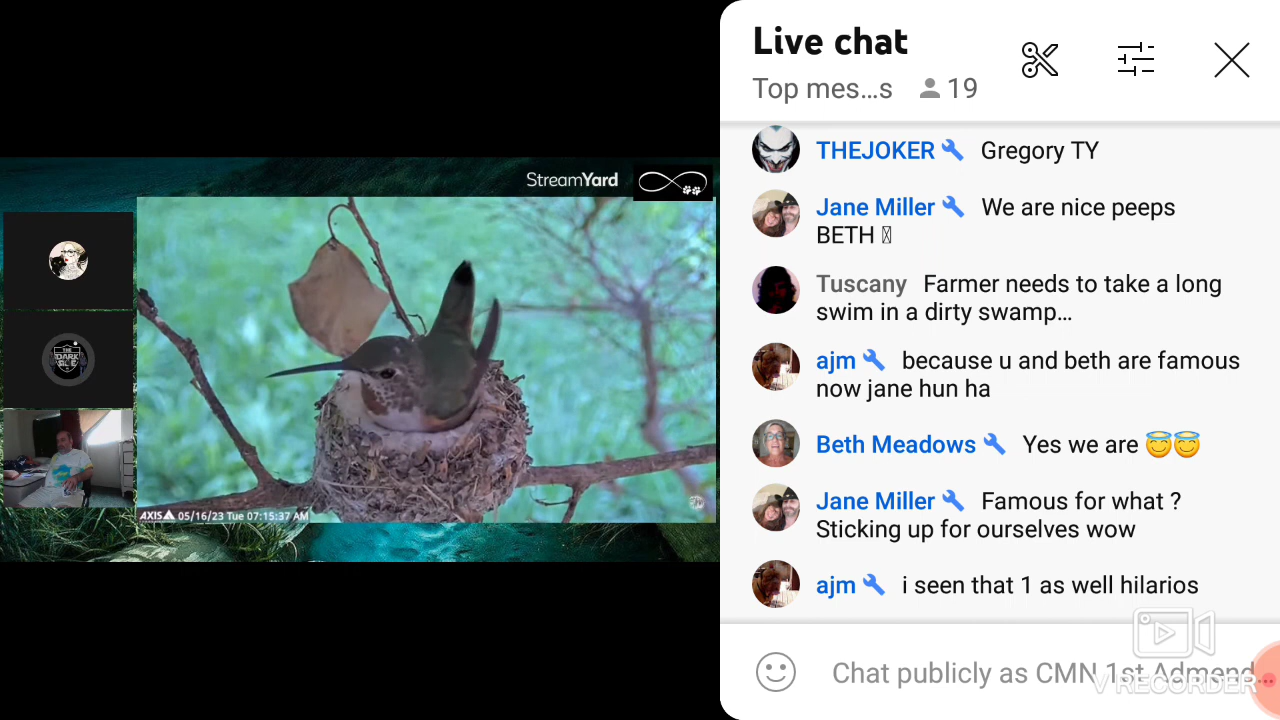 StreamYard
AXIS 05/16/23 Tue 07:15:37 AM
Live chat
Top mes...s 19
THEJOKER Gregory TY
Jane Miller We are nice peeps
BETH
Tuscany Farmer needs to take a long
swim in a dirty swamp...
ajm because u and beth are famous
now jane hun ha
Beth Meadows Yes we are 😇😇
Jane Miller Famous for what ?
Sticking up for ourselves wow
ajm i seen that 1 as well hilarios
Chat publicly as CMN 1st Admend...
V RECORDER